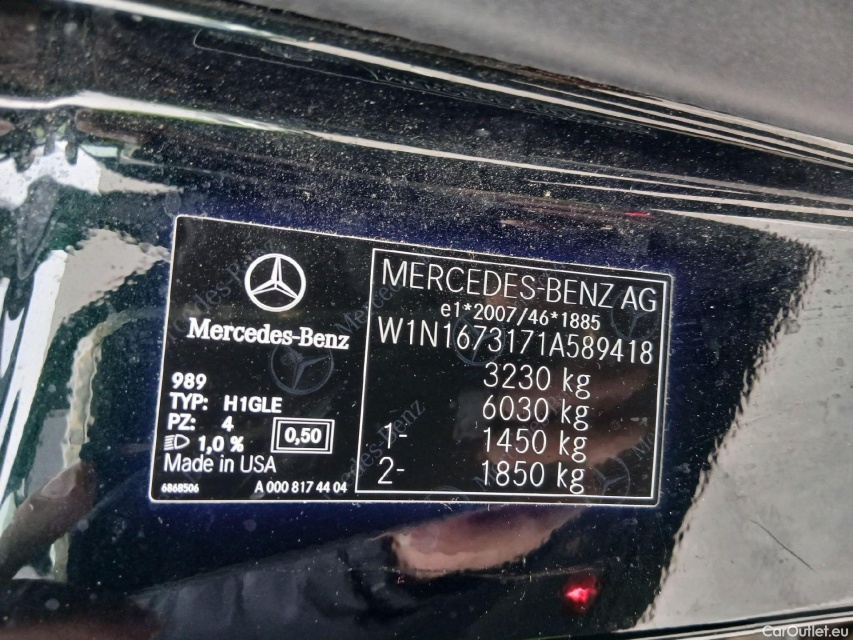 Mercedes-Benz
989
TYP: H1GLE
PZ: 4
1,0 %
0,50
Made in USA
6868506
A 000 817 44 04
MERCEDES-BENZ AG
e1*2007/46*1885
W1N1673171A589418
3230 kg
6030 kg
1- 1450 kg
2- 1850 kg
CarOutlet.eu